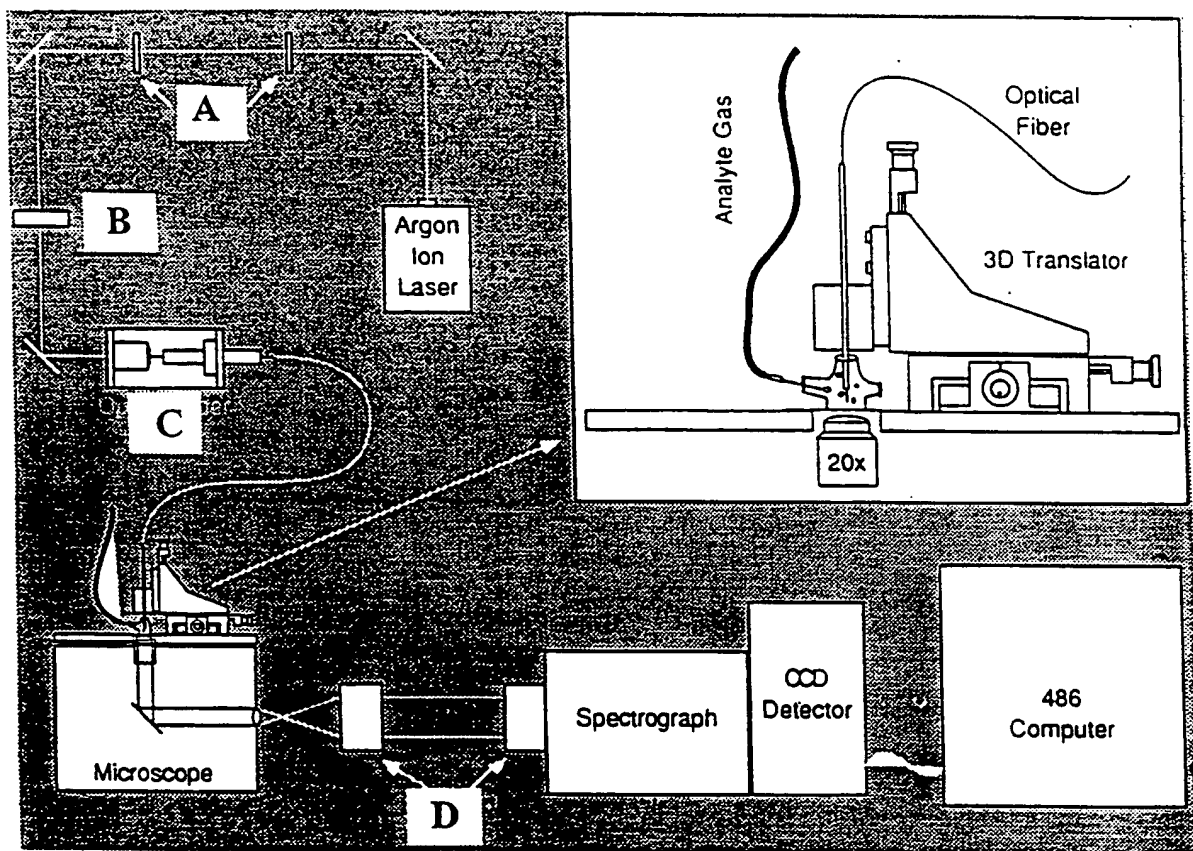 A
B
Argon
Ion
Laser
C
Analyte Gas
Optical
Fiber
3D Translator
20x
Microscope
D
Spectrograph
CCD
Detector
486
Computer